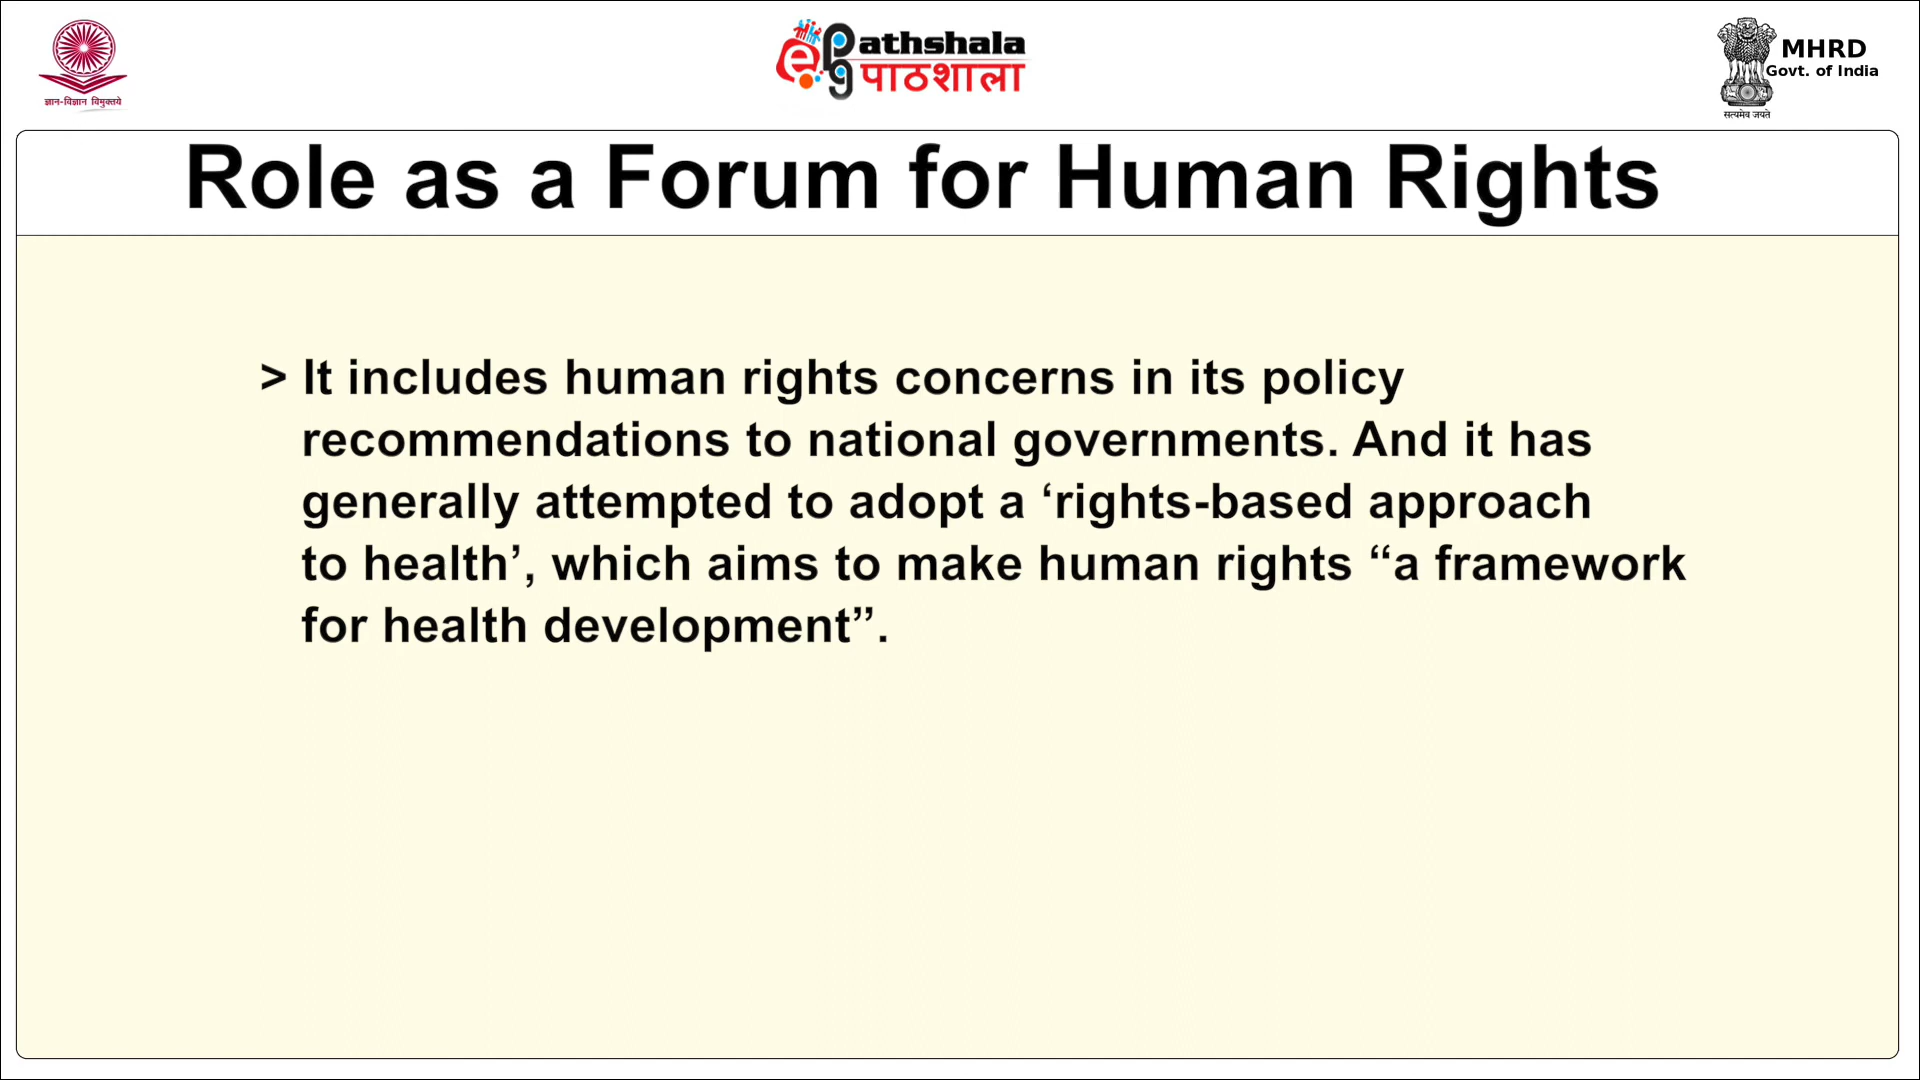 ज्ञान-विज्ञान विमुक्तये
ePg Pathshala
पाठशाला
MHRD
Govt. of India
सत्यमेव जयते
Role as a Forum for Human Rights
> It includes human rights concerns in its policy
recommendations to national governments. And it has
generally attempted to adopt a ‘rights-based approach
to health’, which aims to make human rights “a framework
for health development”.